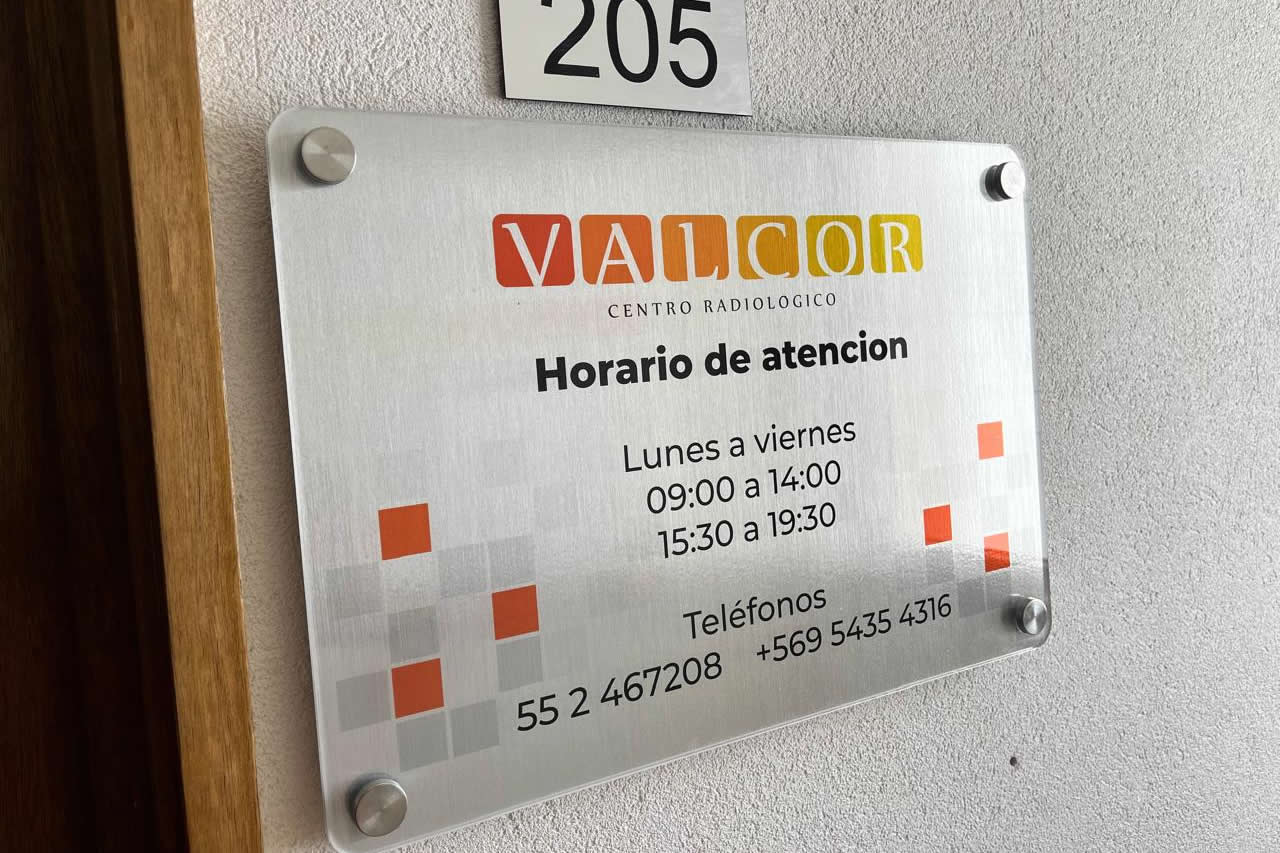 205
VALCOR
CENTRO RADIOLÓGICO
Horario de atencion
Lunes a viernes
09:00 a 14:00
15:30 a 19:30
Teléfonos
55 2 467208 +569 5435 4316